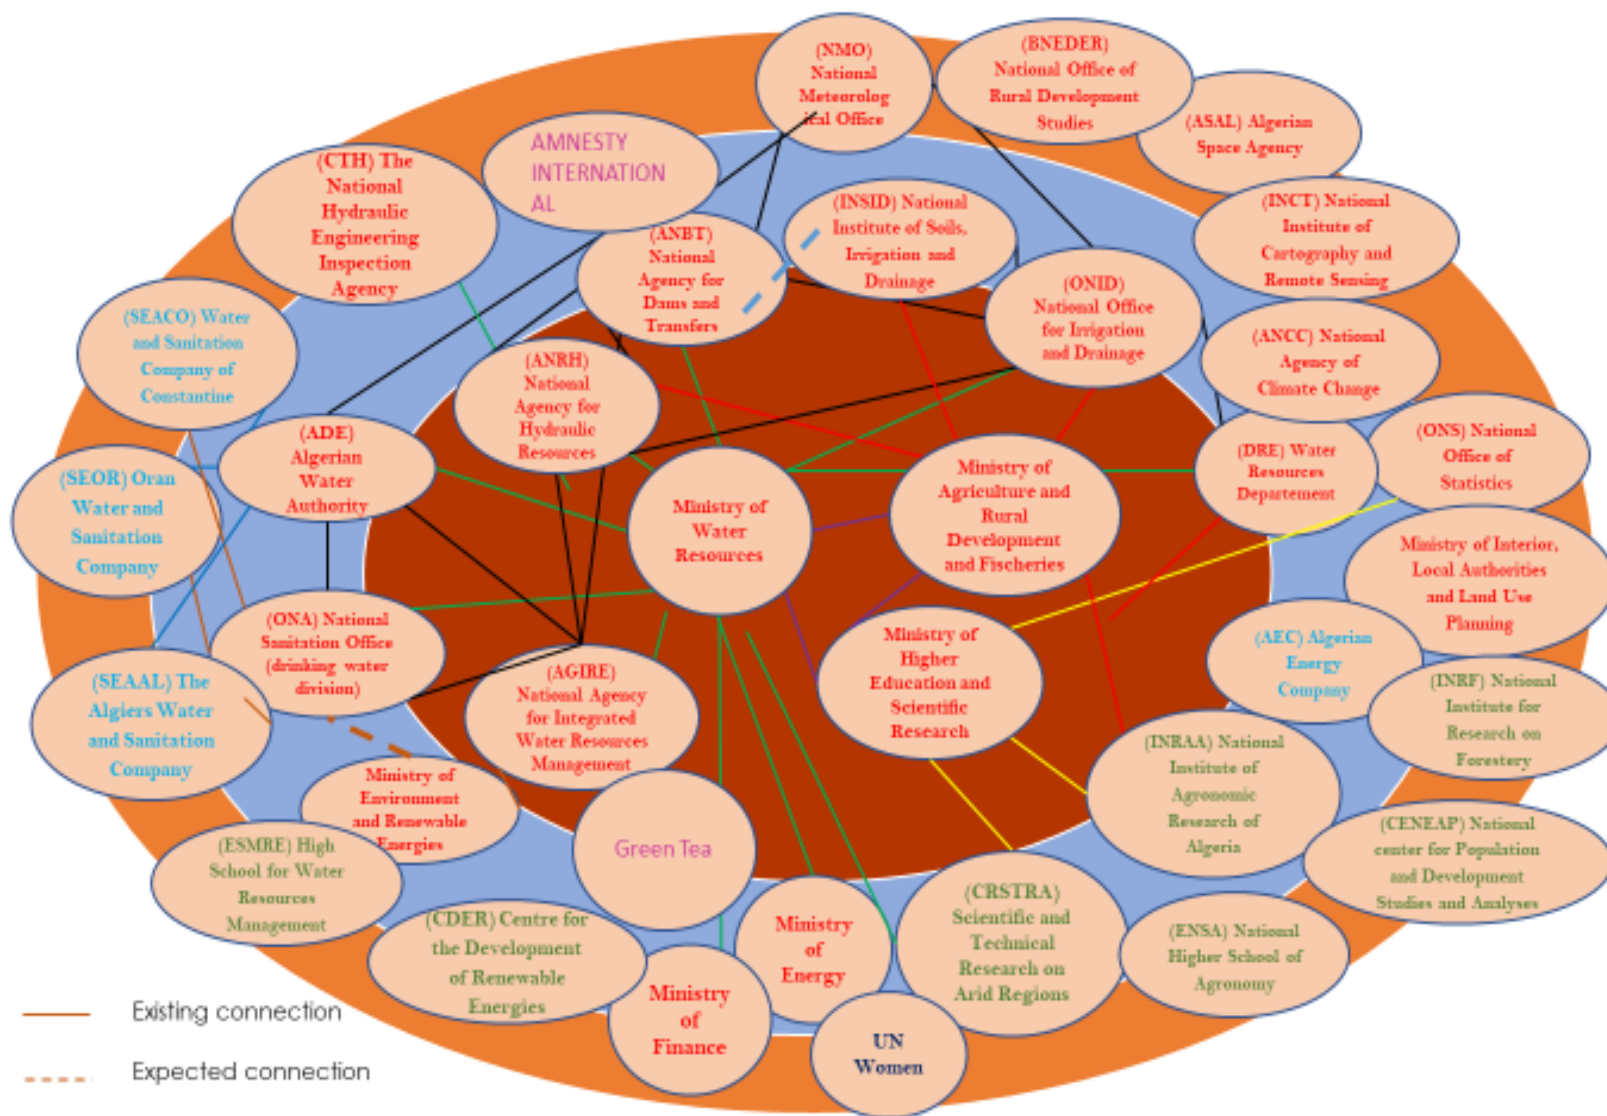 (NMO)
National
Meteorolog
ical Office
(BNEDER)
National Office of
Rural Development
Studies
(ASAL) Algerian
Space Agency
AMNESTY
INTERNATION
AL
(CTH) The
National
Hydraulic
Engineering
Inspection
Agency
(ANBT)
National
Agency for
Dams and
Transfers
(INSID) National
Institute of Soils,
Irrigation and
Drainage
(INCT) National
Institute of
Cartography and
Remote Sensing
(ONID)
National Office
for Irrigation
and Drainage
(SEACO) Water
and Sanitation
Company of
Constantine
(ANRH)
National
Agency for
Hydraulic
Resources
(ANCC) National
Agency of
Climate Change
(ADE)
Algerian
Water
Authority
(ONS) National
Office of
Statistics
(DRE) Water
Resources
Departement
(SEOR) Oran
Water and
Sanitation
Company
Ministry of
Water
Resources
Ministry of
Agriculture and
Rural
Development
and Fischeries
Ministry of Interior,
Local Authorities
and Land Use
Planning
(ONA) National
Sanitation Office
(drinking water
division)
Ministry of
Higher
Education and
Scientific
Research
(AEC) Algerian
Energy
Company
(SEAAL) The
Algiers Water
and Sanitation
Company
(AGIRE)
National Agency
for Integrated
Water Resources
Management
(INRF) National
Institute for
Research on
Forestery
(INRAA) National
Institute of
Agronomic
Research of
Algeria
Ministry of
Environment
and Renewable
Energies
(ESMRE) High
School for Water
Resources
Management
Green Tea
(CENEAP) National
center for Population
and Development
Studies and Analyses
(CDER) Centre for
the Development
of Renewable
Energies
Ministry
of
Energy
(CRSTRA)
Scientific and
Technical
Research on
Arid Regions
(ENSA) National
Higher School of
Agronomy
Ministry
of
Finance
UN
Women
Existing connection
Expected connection